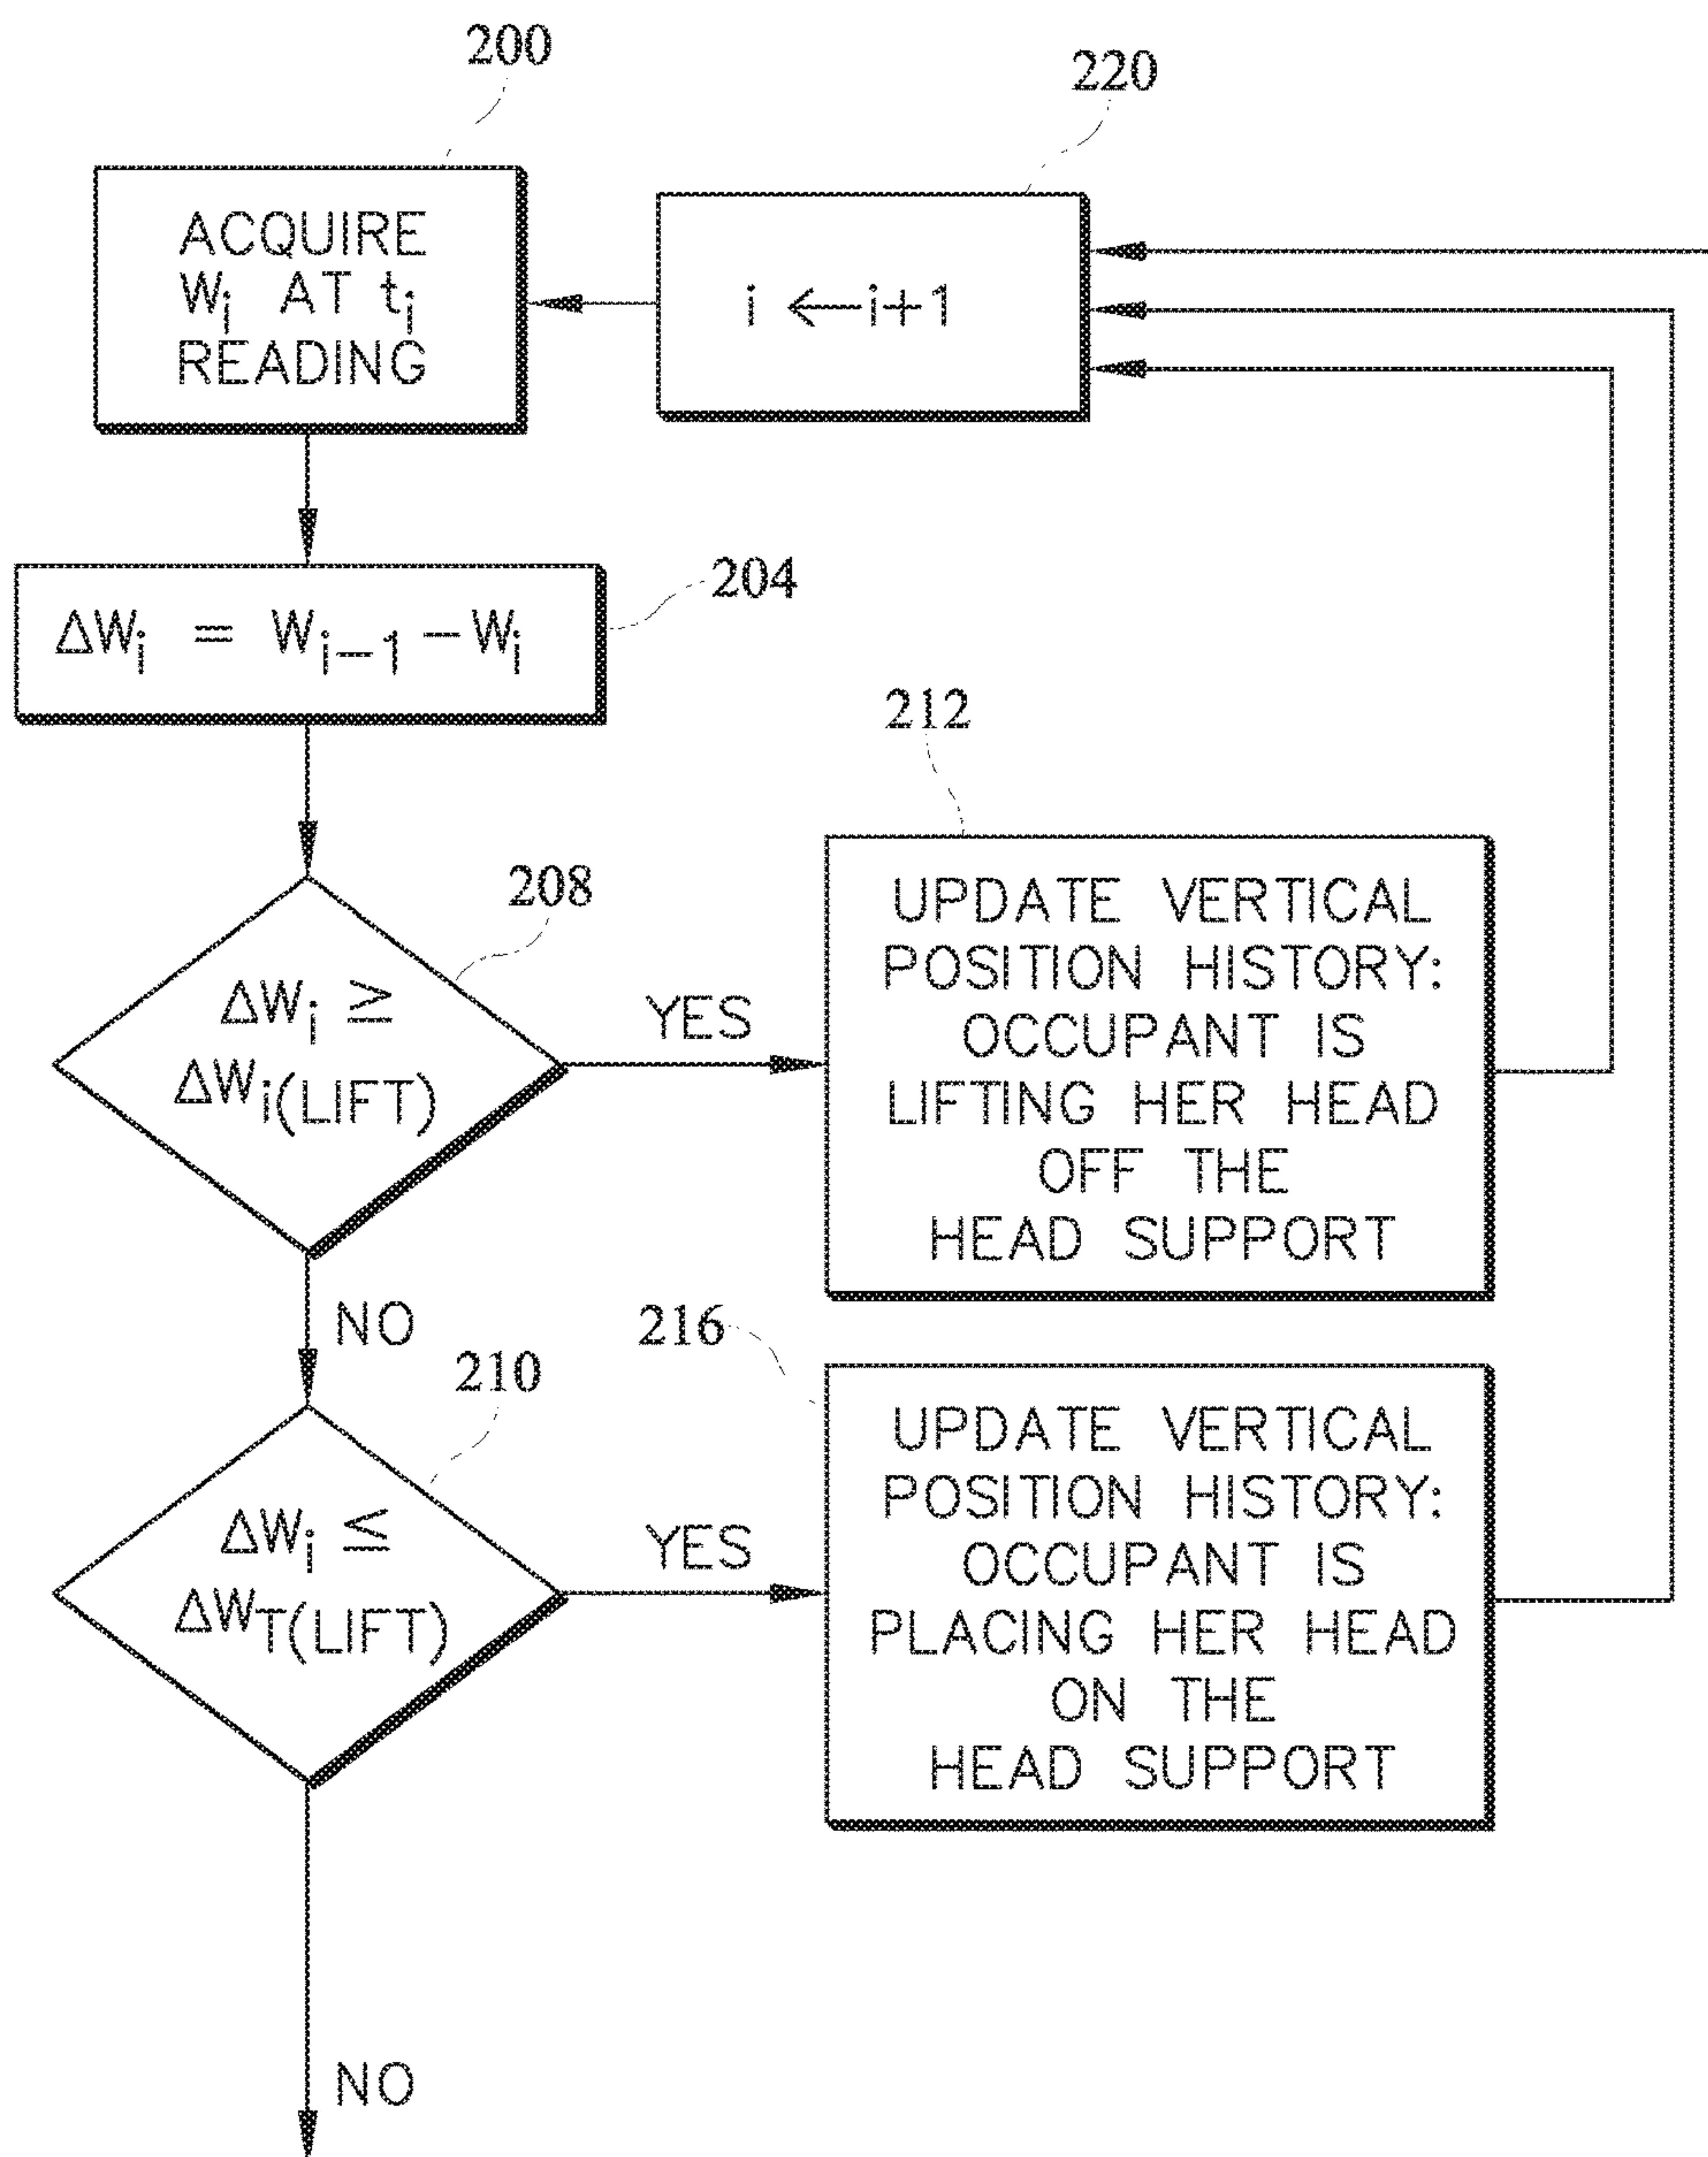 200
220
ACQUIRE
Wi AT ti
READING
i ←i+1
204
ΔWi = Wi−1 −Wi
212
208
ΔWi ≥
ΔWi(LIFT)
YES
UPDATE VERTICAL
POSITION HISTORY:
OCCUPANT IS
LIFTING HER HEAD
OFF THE
HEAD SUPPORT
NO
216
210
ΔWi ≤
ΔWT(LIFT)
YES
UPDATE VERTICAL
POSITION HISTORY:
OCCUPANT IS
PLACING HER HEAD
ON THE
HEAD SUPPORT
NO